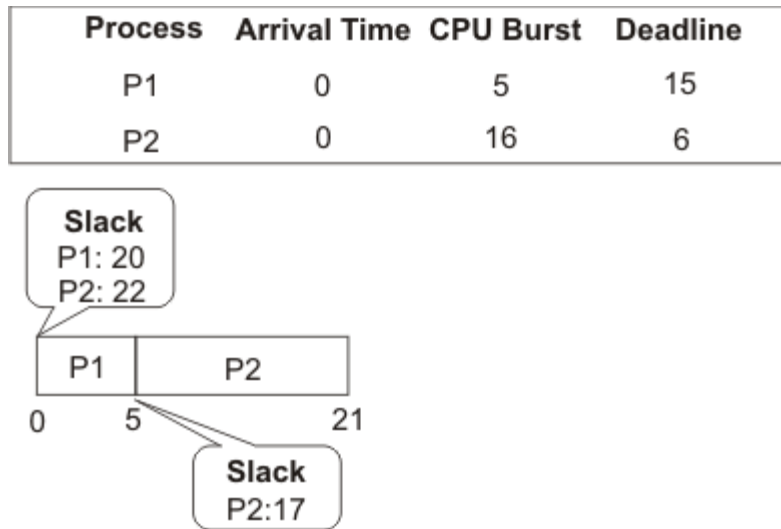 Process Arrival Time CPU Burst Deadline
P1 0 5 15
P2 0 16 6
Slack
P1: 20
P2: 22
P1 P2
0 5 21
Slack
P2:17